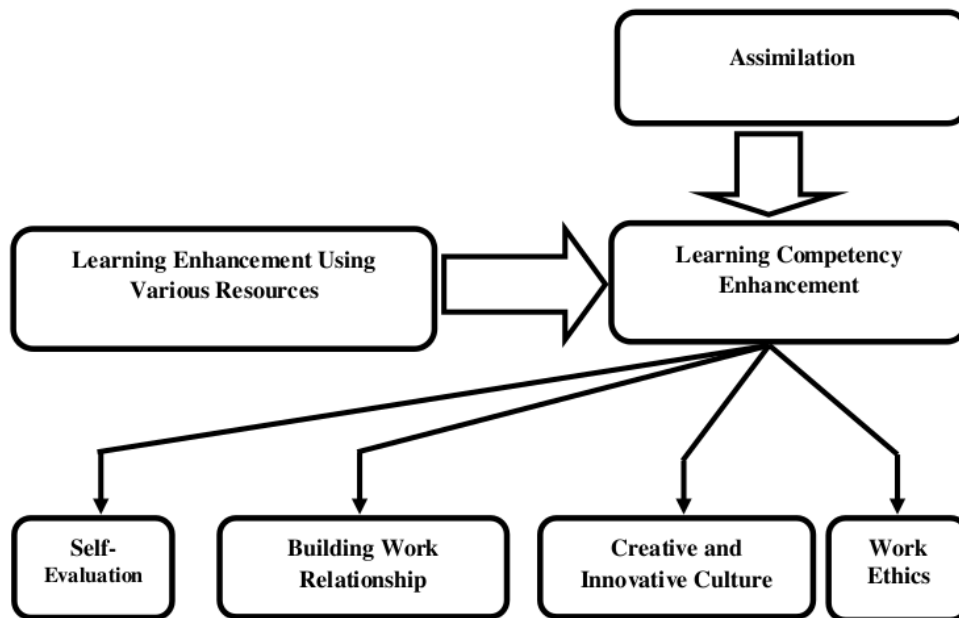 Assimilation
Learning Enhancement Using
Various Resources
Learning Competency
Enhancement
Self-
Evaluation
Building Work
Relationship
Creative and
Innovative Culture
Work
Ethics